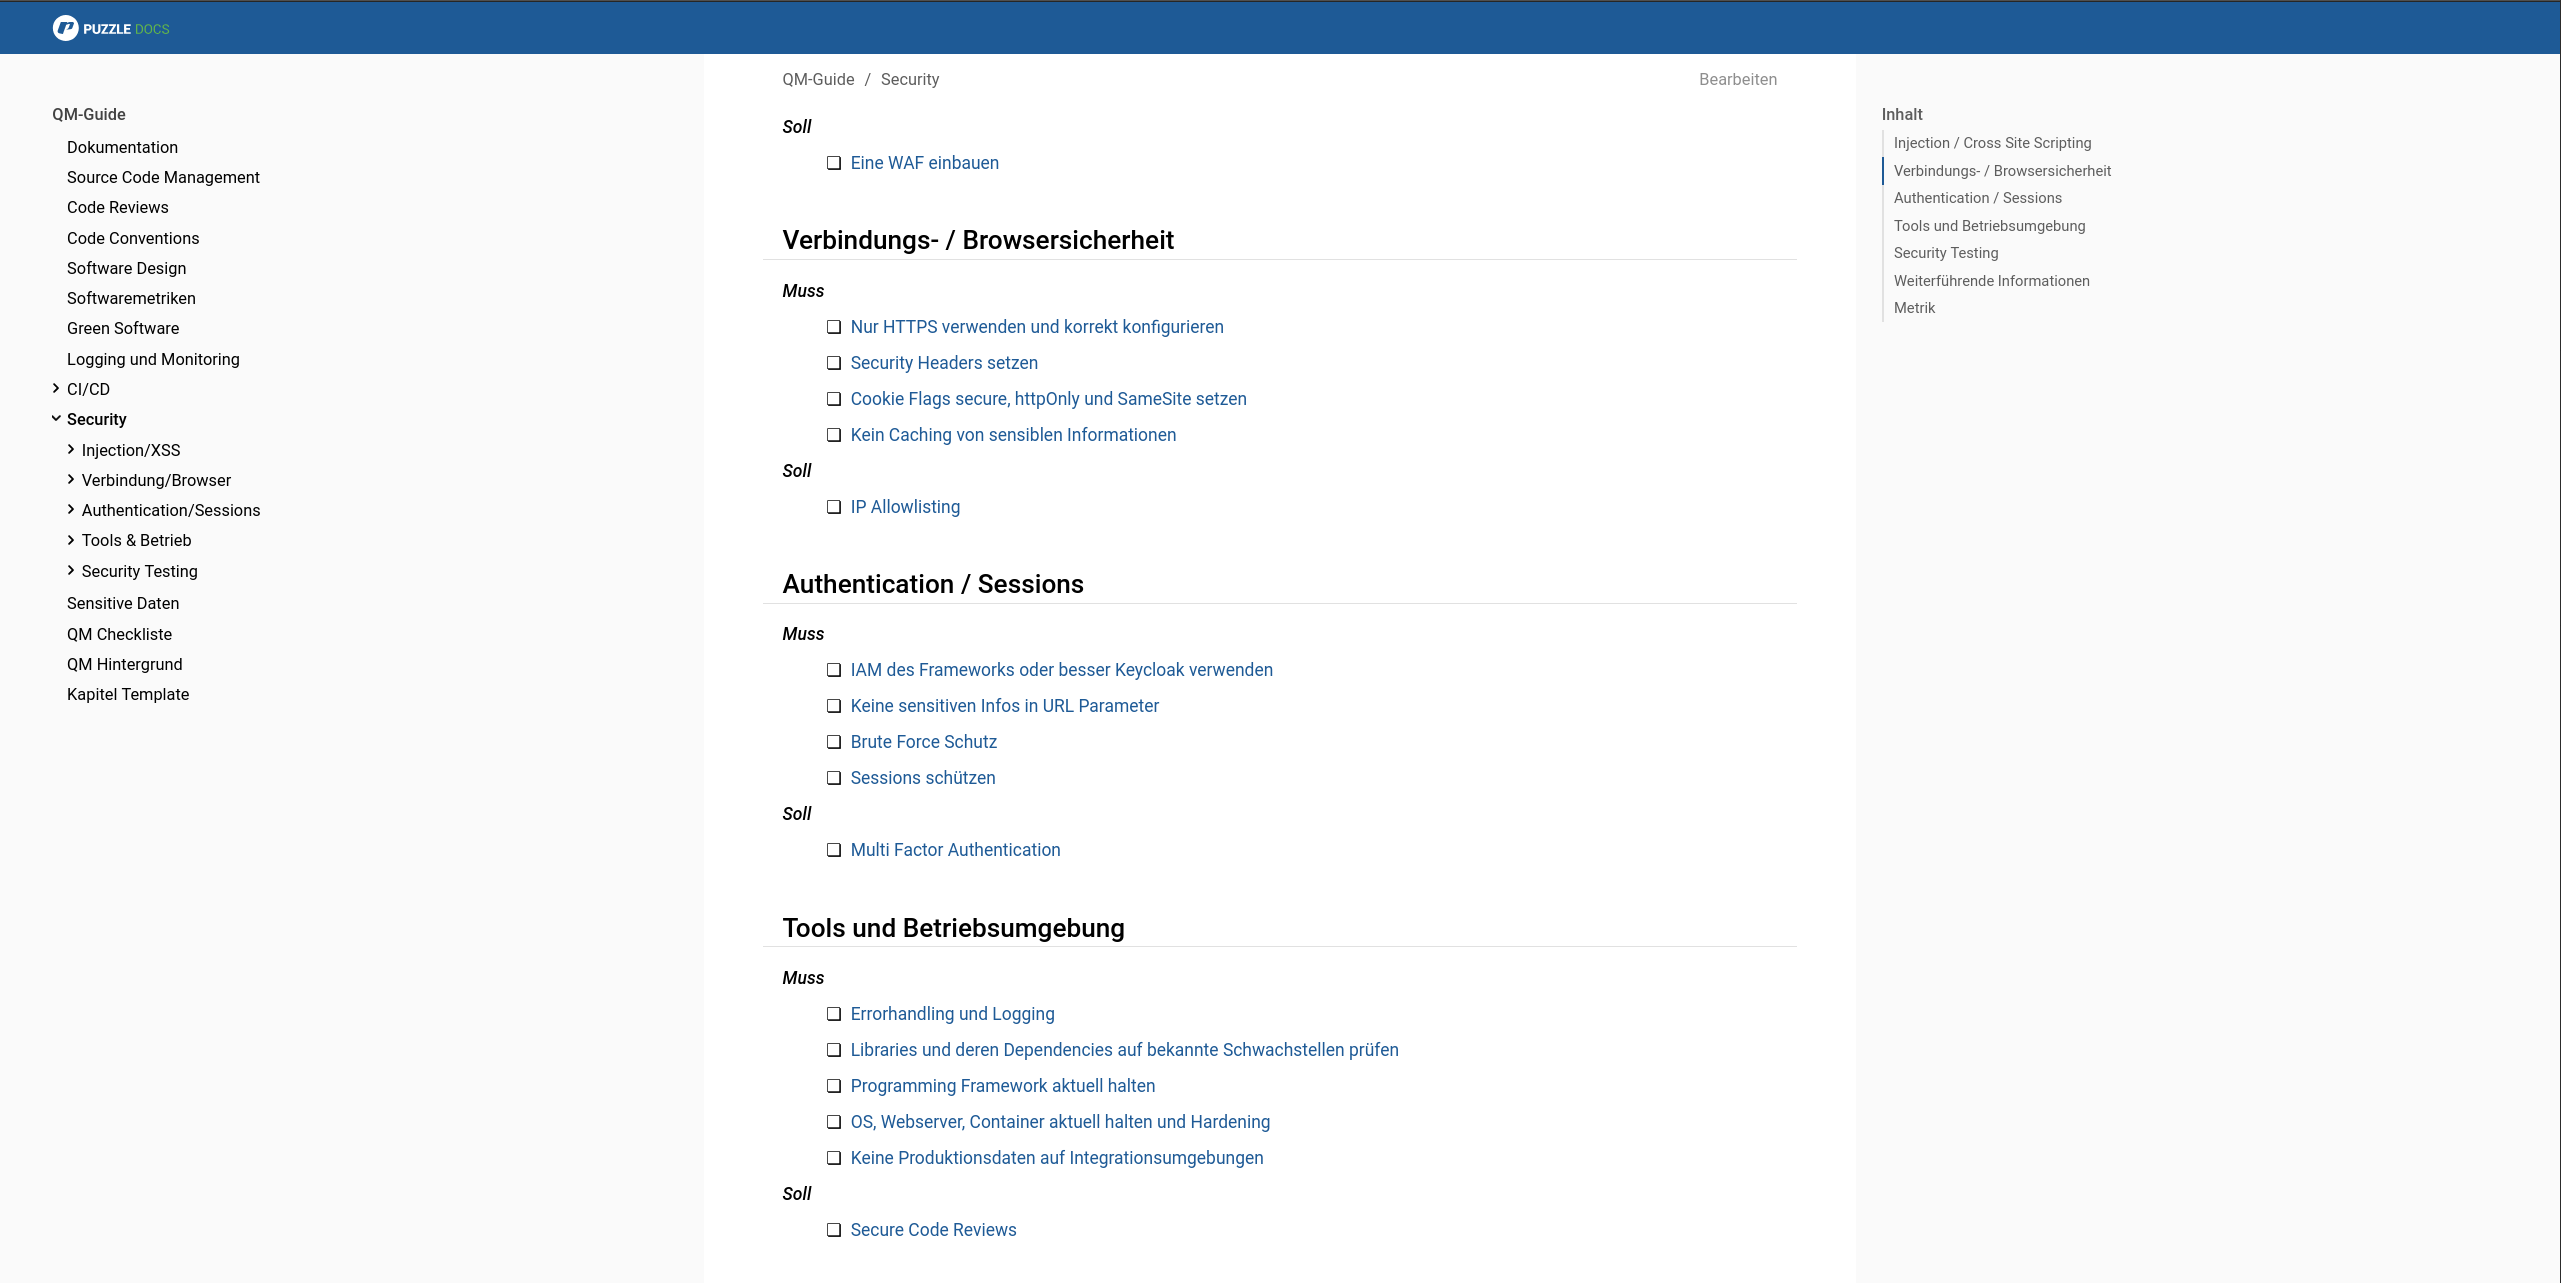 PUZZLE DOCS
QM-Guide
Dokumentation
Source Code Management
Code Reviews
Code Conventions
Software Design
Softwaremetriken
Green Software
Logging und Monitoring
CI/CD
Security
Injection/XSS
Verbindung/Browser
Authentication/Sessions
Tools & Betrieb
Security Testing
Sensitive Daten
QM Checkliste
QM Hintergrund
Kapitel Template
QM-Guide / Security
Bearbeiten
Soll
Eine WAF einbauen
Verbindungs- / Browsersicherheit
Muss
Nur HTTPS verwenden und korrekt konfigurieren
Security Headers setzen
Cookie Flags secure, httpOnly und SameSite setzen
Kein Caching von sensiblen Informationen
Soll
IP Allowlisting
Authentication / Sessions
Muss
IAM des Frameworks oder besser Keycloak verwenden
Keine sensitiven Infos in URL Parameter
Brute Force Schutz
Sessions schützen
Soll
Multi Factor Authentication
Tools und Betriebsumgebung
Muss
Errorhandling und Logging
Libraries und deren Dependencies auf bekannte Schwachstellen prüfen
Programming Framework aktuell halten
OS, Webserver, Container aktuell halten und Hardening
Keine Produktionsdaten auf Integrationsumgebungen
Soll
Secure Code Reviews
Inhalt
Injection / Cross Site Scripting
Verbindungs- / Browsersicherheit
Authentication / Sessions
Tools und Betriebsumgebung
Security Testing
Weiterführende Informationen
Metrik